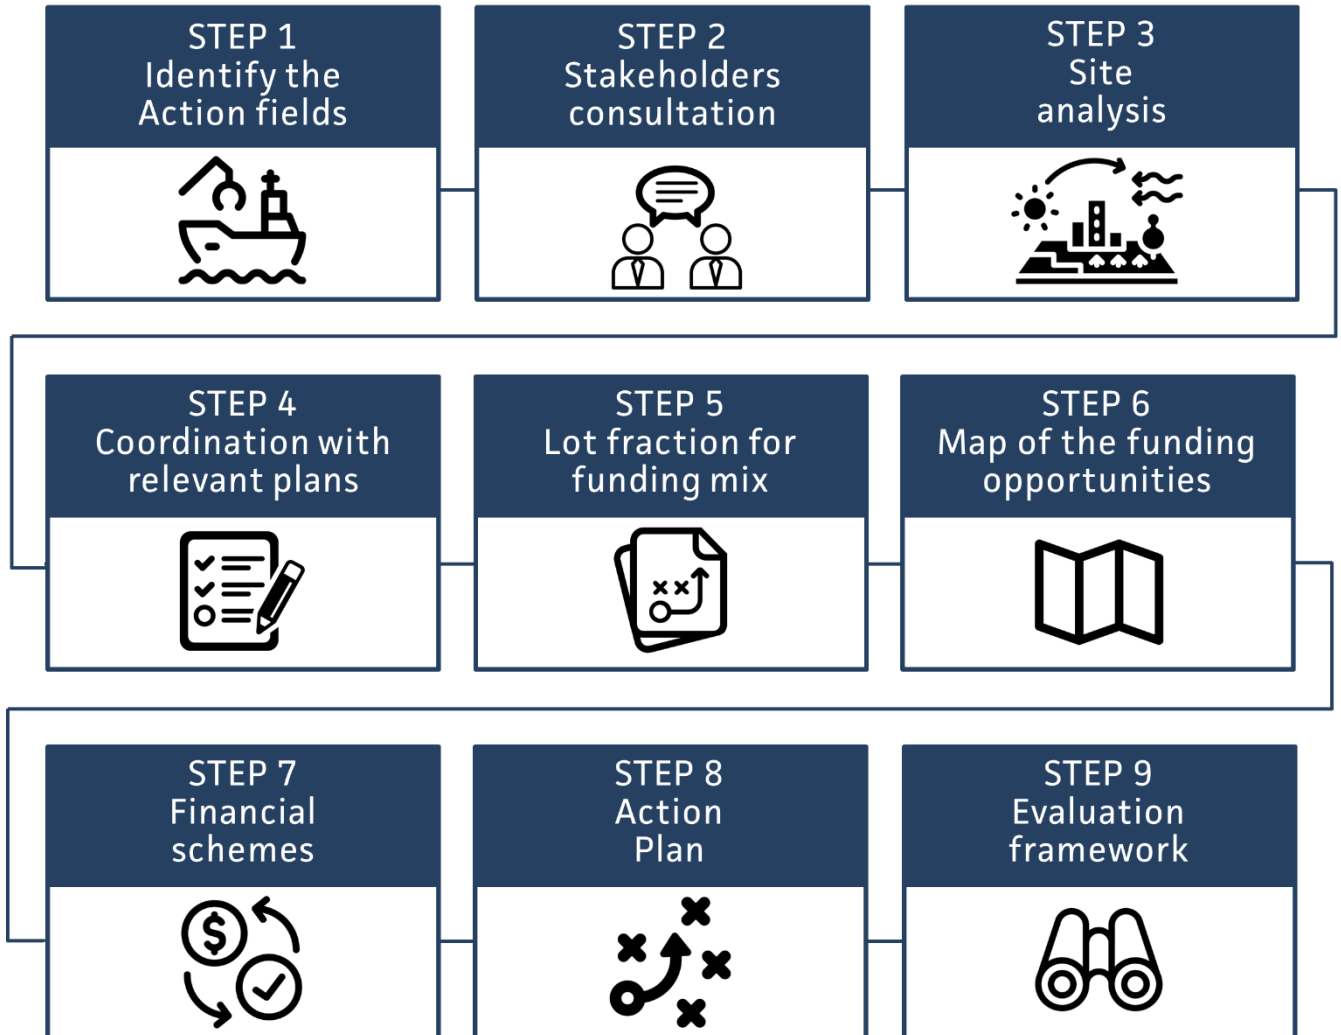 STEP 1
Identify the
Action fields
STEP 2
Stakeholders
consultation
STEP 3
Site
analysis
STEP 4
Coordination with
relevant plans
STEP 5
Lot fraction for
funding mix
STEP 6
Map of the funding
opportunities
STEP 7
Financial
schemes
$
STEP 8
Action
Plan
STEP 9
Evaluation
framework